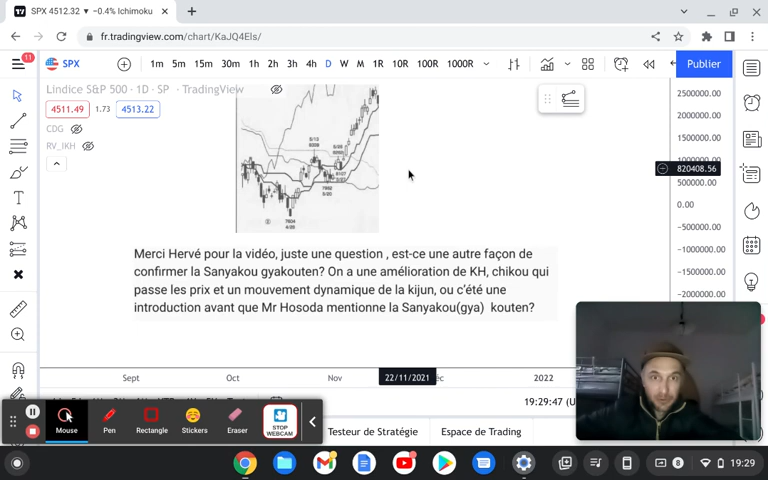 SPX 4512.32 ▼ −0.4% Ichimoku
fr.tradingview.com/chart/KaJQ4Els/
11
SPX
1m 5m 15m 30m 1h 2h 3h 4h D W M 1R 10R 100R 1000R
Publier
L'indice S&P 500 · 1D · SP · TradingView
4511.49 1.73 4513.22
CDG
RV_IKH
2500000.00
2000000.00
1500000.00
820408.56
500000.00
0.00
−500000.00
−1000000.00
−1500000.00
−2000000.00
Merci Hervé pour la vidéo, juste une question , est-ce une autre façon de
confirmer la Sanyakou gyakouten? On a une amélioration de KH, chikou qui
passe les prix et un mouvement dynamique de la kijun, ou c'été une
introduction avant que Mr Hosoda mentionne la Sanyakou(gya) kouten?
Sept Oct Nov 22/11/2021 2022
19:29:47 (U
Mouse Pen Rectangle Stickers Eraser STOP
WEBCAM
Testeur de Stratégie Espace de Trading
8 19:29